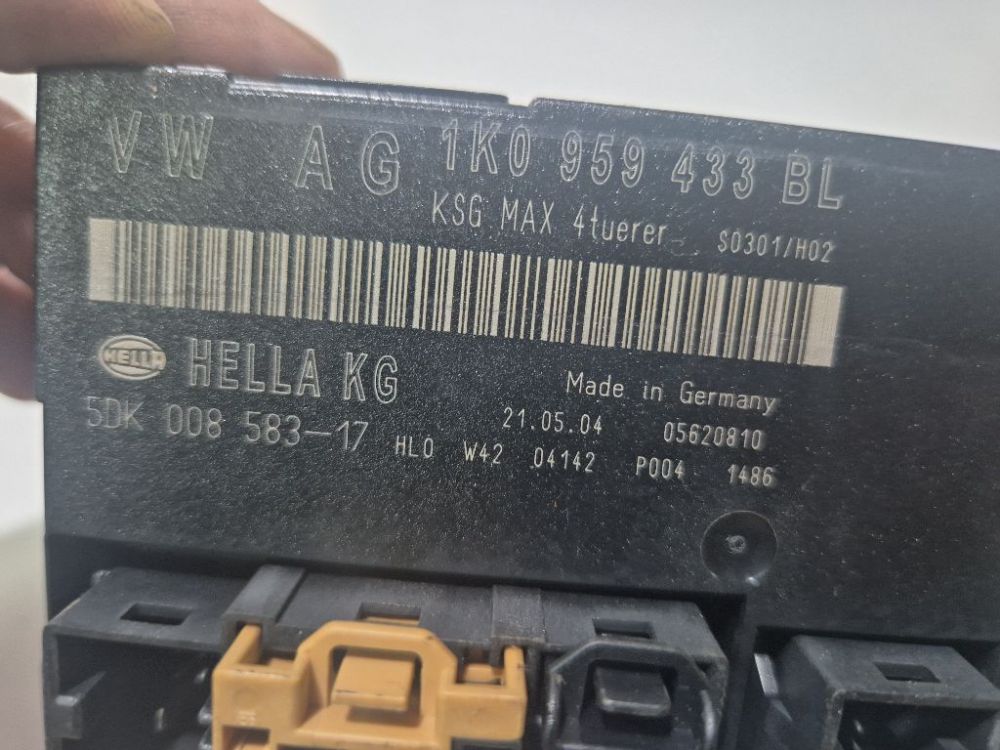 VW AG 1K0 959 433 BL
KSG MAX 4tuerer S0301/H02
HELLA HELLA KG Made in Germany
5DK 008 583-17 21.05.04 05620810
HLO W42 04142 P004 1486